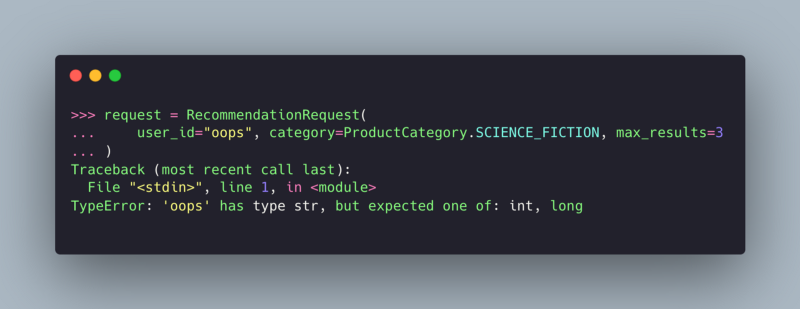 >>> request = RecommendationRequest(
...     user_id="oops", category=ProductCategory.SCIENCE_FICTION, max_results=3
... )
Traceback (most recent call last):
  File "<stdin>", line 1, in <module>
TypeError: 'oops' has type str, but expected one of: int, long